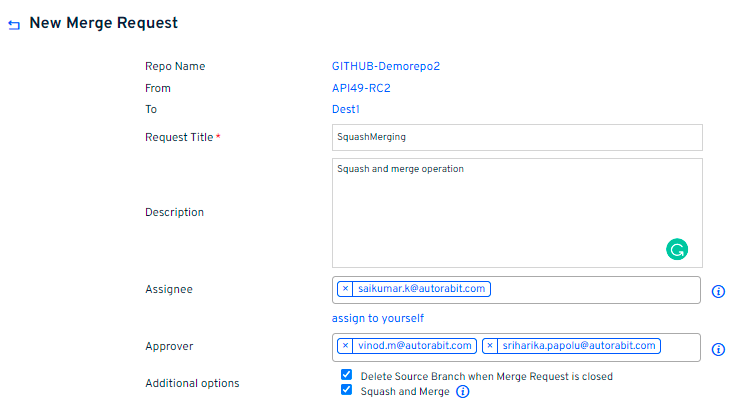 New Merge Request
Repo Name GITHUB-Demorepo2
From API49-RC2
To Dest1
Request Title * SquashMerging
Description Squash and merge operation
Assignee × saikumar.k@autorabit.com
assign to yourself
Approver × vinod.m@autorabit.com × sriharika.papolu@autorabit.com
Additional options Delete Source Branch when Merge Request is closed
Squash and Merge